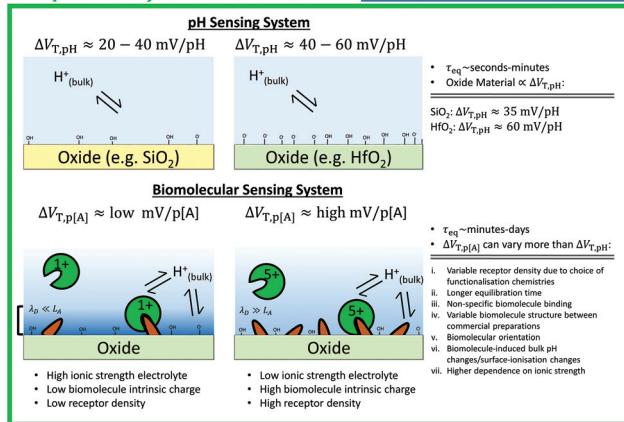 pH Sensing System
ΔV_T,pH ≈ 20 − 40 mV/pH
ΔV_T,pH ≈ 40 − 60 mV/pH
H⁺(bulk)
H⁺(bulk)
OH OH OH O⁻ O⁻
Oxide (e.g. SiO₂)
Oxide (e.g. HfO₂)
• τ_eq~seconds-minutes
• Oxide Material ∝ ΔV_T,pH:
SiO₂: ΔV_T,pH ≈ 35 mV/pH
HfO₂: ΔV_T,pH ≈ 60 mV/pH
Biomolecular Sensing System
ΔV_T,p[A] ≈ low mV/p[A]
ΔV_T,p[A] ≈ high mV/p[A]
1+
H⁺(bulk)
λ_D ≪ L_A
1+
Oxide
5+
H⁺(bulk)
λ_D ≫ L_A
5+
Oxide
• High ionic strength electrolyte
• Low biomolecule intrinsic charge
• Low receptor density
• Low ionic strength electrolyte
• High biomolecule intrinsic charge
• High receptor density
• τ_eq~minutes-days
• ΔV_T,p[A] can vary more than ΔV_T,pH:
i. Variable receptor density due to choice of
functionalisation chemistries
ii. Longer equilibration time
iii. Non-specific biomolecule binding
iv. Variable biomolecule structure between
commercial preparations
v. Biomolecular orientation
vi. Biomolecule-induced bulk pH
changes/surface-ionisation changes
vii. Higher dependence on ionic strength